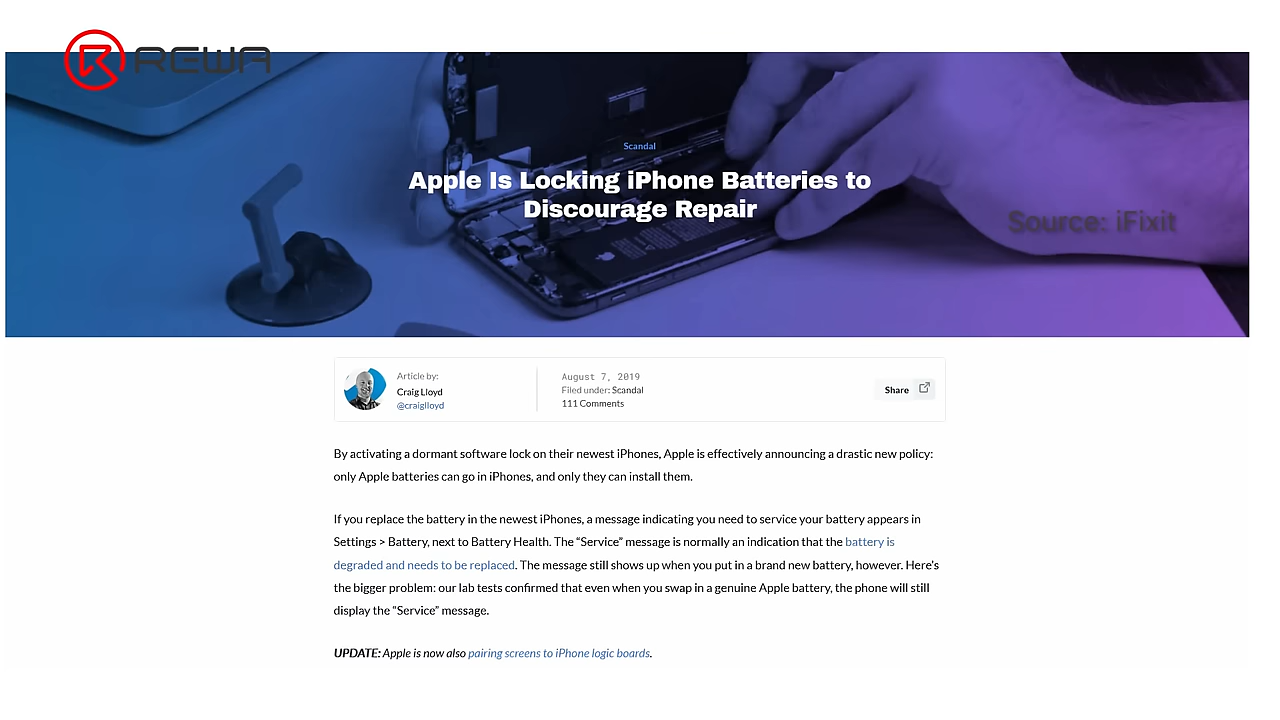 REWA
Scandal
Apple Is Locking iPhone Batteries to
Discourage Repair
Source: iFixit
Article by:
Craig Lloyd
@craiglloyd
August 7, 2019
Filed under: Scandal
111 Comments
Share
By activating a dormant software lock on their newest iPhones, Apple is effectively announcing a drastic new policy:
only Apple batteries can go in iPhones, and only they can install them.
If you replace the battery in the newest iPhones, a message indicating you need to service your battery appears in
Settings > Battery, next to Battery Health. The “Service” message is normally an indication that the battery is
degraded and needs to be replaced. The message still shows up when you put in a brand new battery, however. Here's
the bigger problem: our lab tests confirmed that even when you swap in a genuine Apple battery, the phone will still
display the “Service” message.
UPDATE: Apple is now also pairing screens to iPhone logic boards.